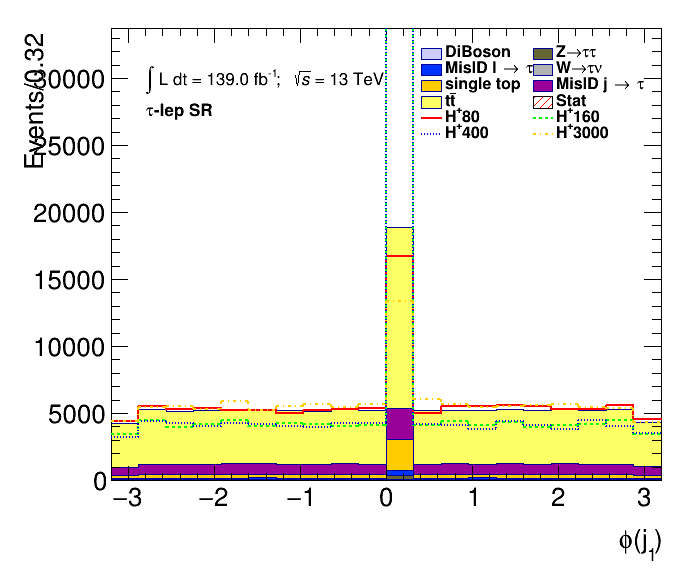 Events/0.32
∫ L dt = 139.0 fb⁻¹; √s = 13 TeV
τ-lep SR
DiBoson Z→ττ
MisID l → τ W→τν
single top MisID j → τ
tt̄ Stat
H⁺80 H⁺160
H⁺400 H⁺3000
30000
25000
20000
15000
10000
5000
0
−3 −2 −1 0 1 2 3
ϕ(j₁)